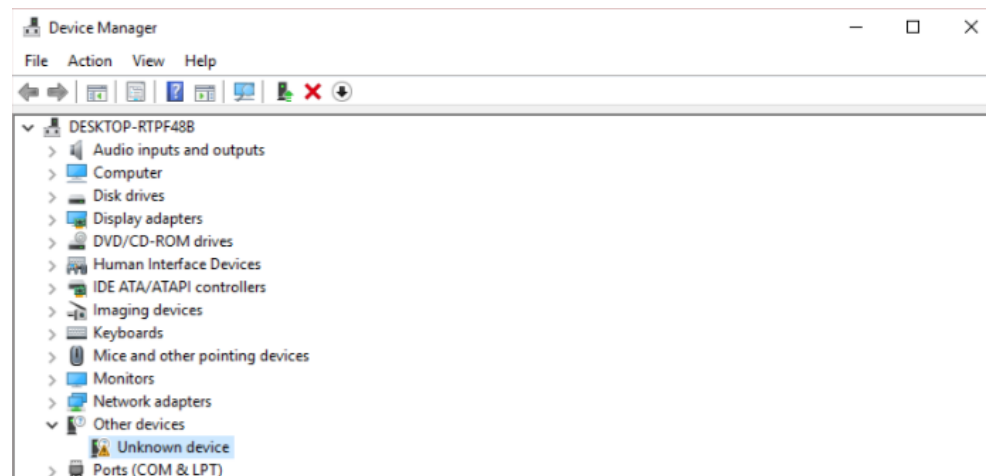 Device Manager
File Action View Help
DESKTOP-RTPF48B
Audio inputs and outputs
Computer
Disk drives
Display adapters
DVD/CD-ROM drives
Human Interface Devices
IDE ATA/ATAPI controllers
Imaging devices
Keyboards
Mice and other pointing devices
Monitors
Network adapters
Other devices
Unknown device
Ports (COM & LPT)